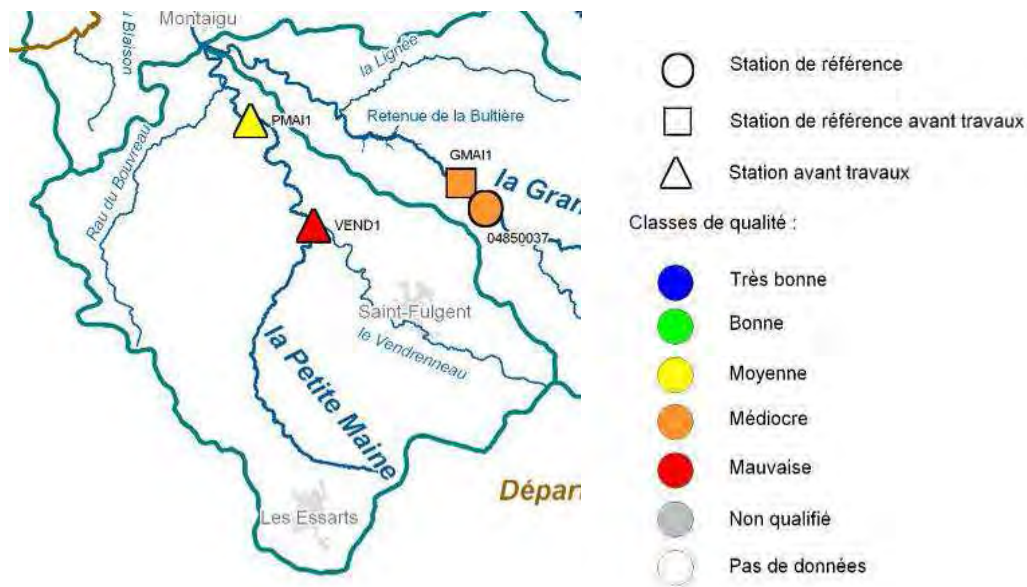 Montaigu
du Blaison
la Lignée
PMAI1
Retenue de la Bultière
GMAI1
la Gran
Rau du Bouvreau
VEND1
04850037
Saint-Fulgent
le Vendrenneau
la Petite Maine
Les Essarts
Dépar
Station de référence
Station de référence avant travaux
Station avant travaux
Classes de qualité :
Très bonne
Bonne
Moyenne
Médiocre
Mauvaise
Non qualifié
Pas de données